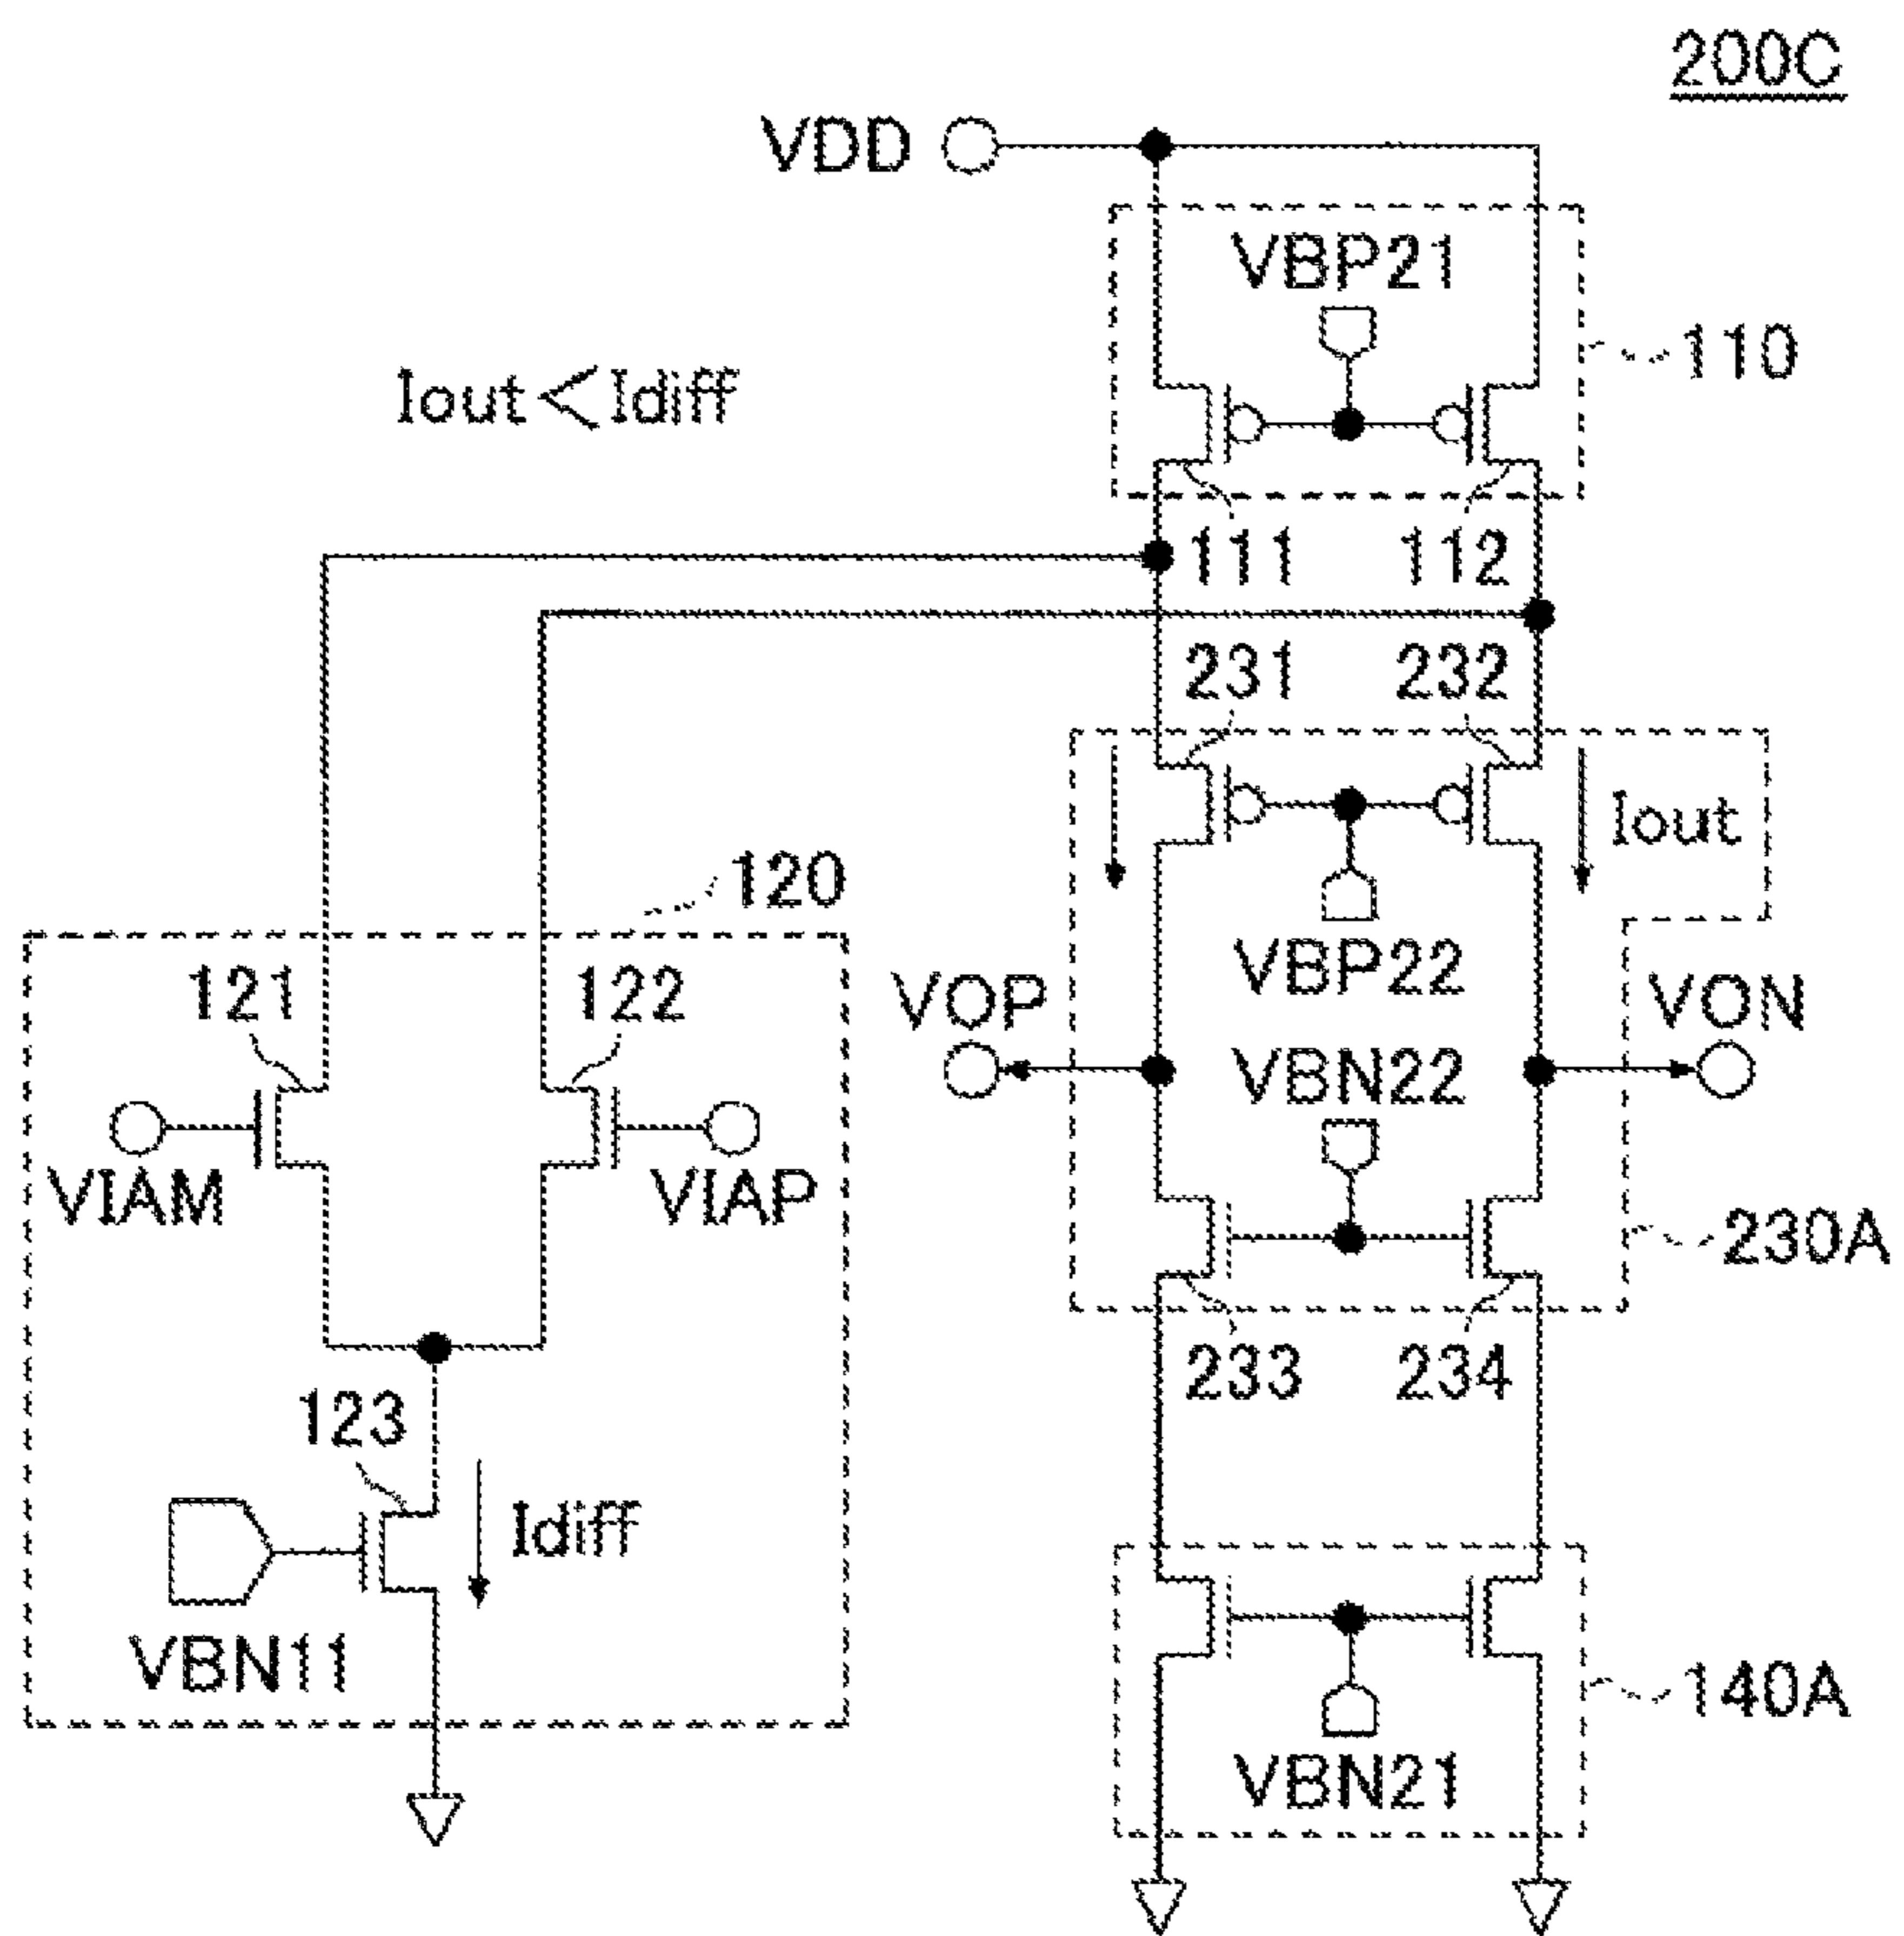 200C
VDD
VBP21
110
Iout<Idiff
111
112
231
232
Iout
120
121
122
VBP22
VOP
VON
VBN22
VIAM
VIAP
230A
233
234
123
Idiff
VBN11
140A
VBN21